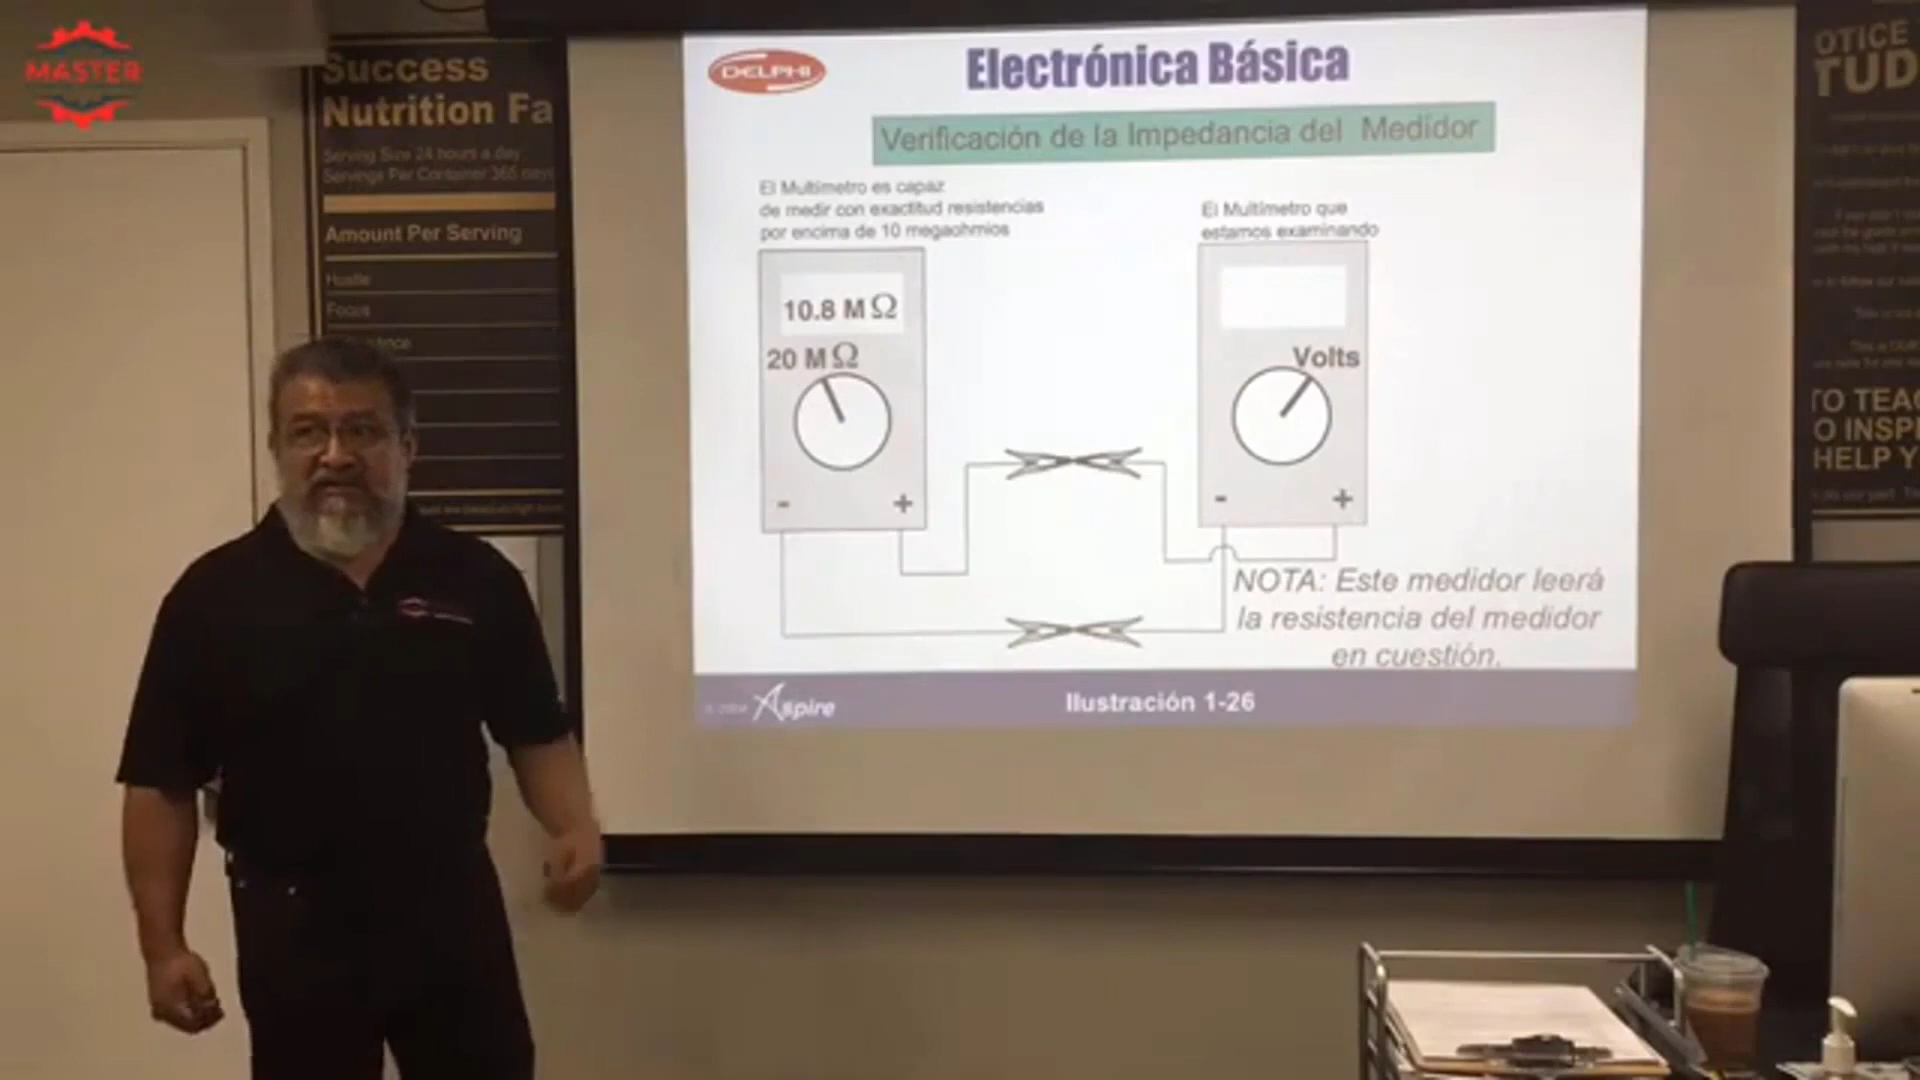 MASTER
Success
Nutrition Fa
Serving Size 24 hours a day
Servings Per Container 365 days
Amount Per Serving
Hustle
Focus
DELPHI
Electrónica Básica
Verificación de la Impedancia del Medidor
El Multímetro es capaz
de medir con exactitud resistencias
por encima de 10 megaohmios
10.8 M Ω
20 M Ω
- +
El Multímetro que
estamos examinando
Volts
- +
NOTA: Este medidor leerá
la resistencia del medidor
en cuestión.
Aspire
Ilustración 1-26
OTICE
TUD
TO TEAC
O INSPI
HELP Y